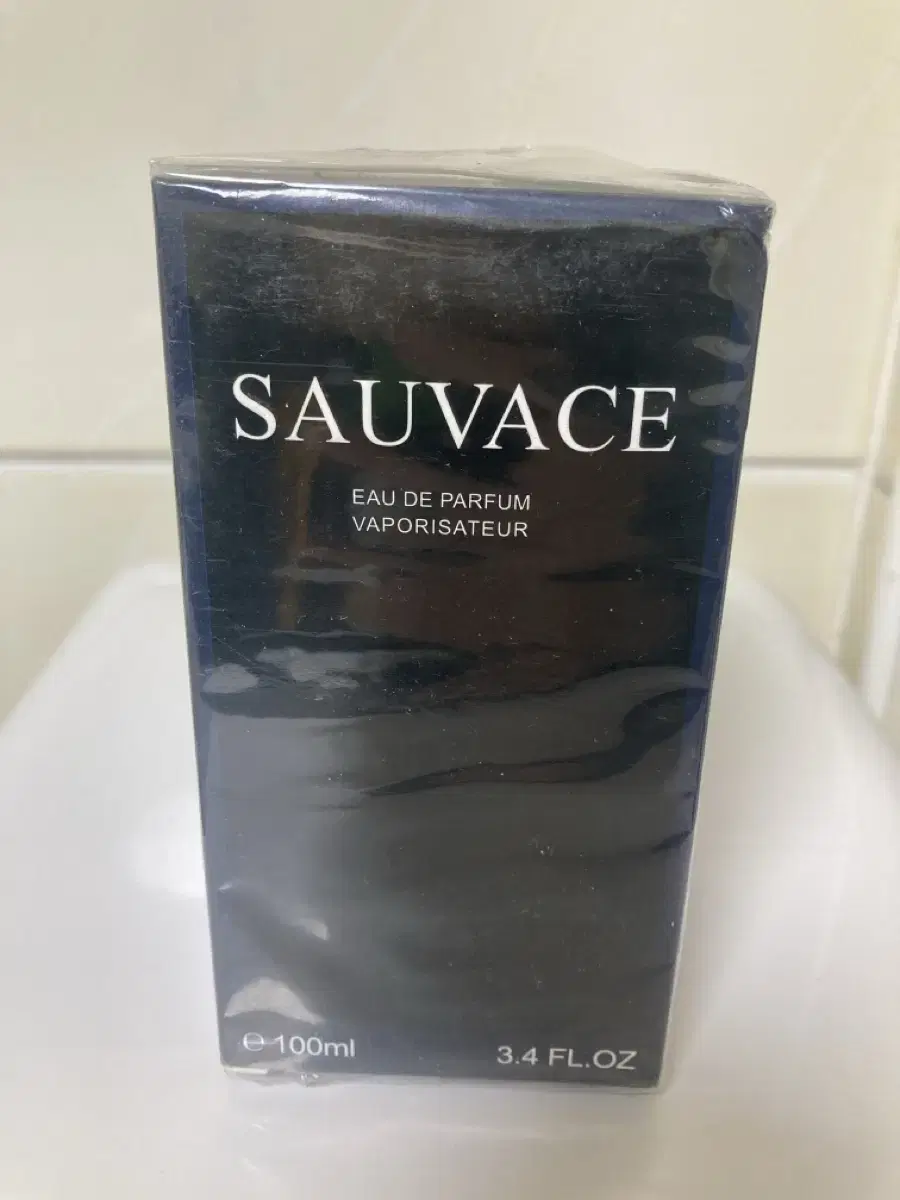 SAUVACE
EAU DE PARFUM
VAPORISATEUR
℮ 100ml
3.4 FL.OZ